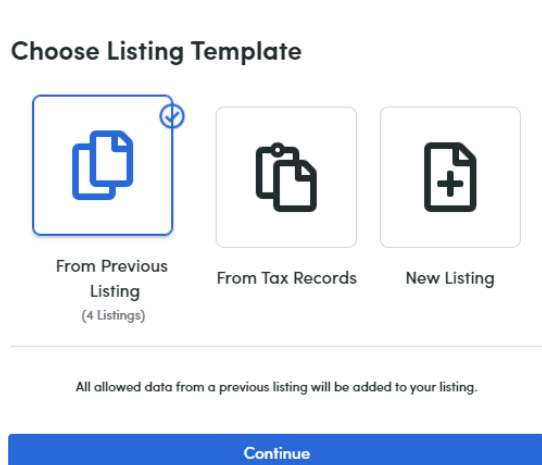 Choose Listing Template
From Previous
Listing
(4 Listings)
From Tax Records
New Listing
All allowed data from a previous listing will be added to your listing.
Continue